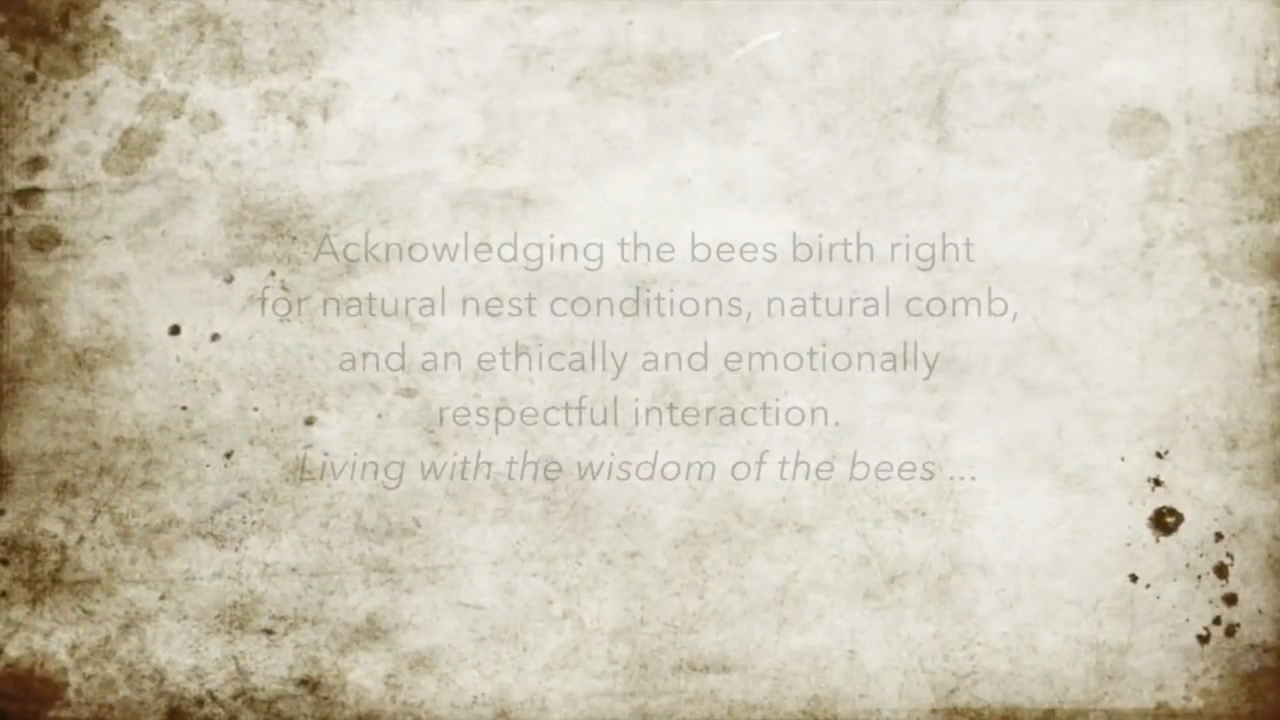 Acknowledging the bees birth right
for natural nest conditions, natural comb,
and an ethically and emotionally
respectful interaction.
Living with the wisdom of the bees ...